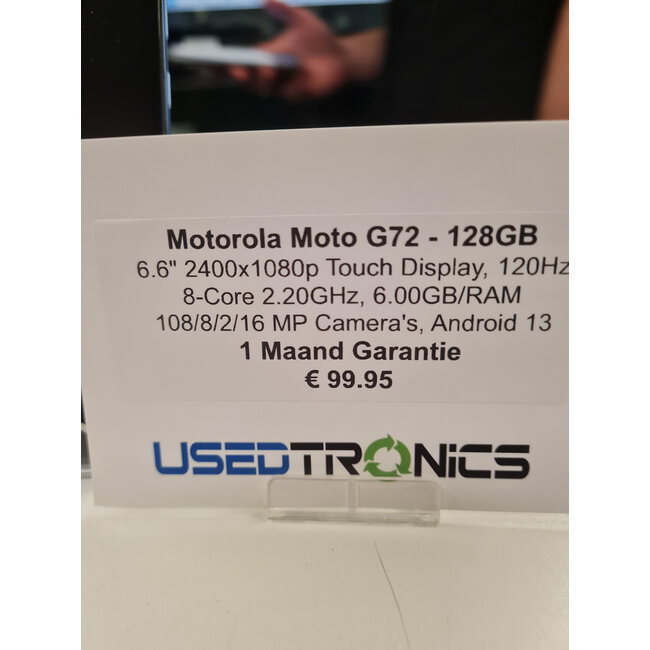 Motorola Moto G72 - 128GB
6.6" 2400x1080p Touch Display, 120Hz
8-Core 2.20GHz, 6.00GB/RAM
108/8/2/16 MP Camera's, Android 13
1 Maand Garantie
€ 99.95
USEDTRONiCS